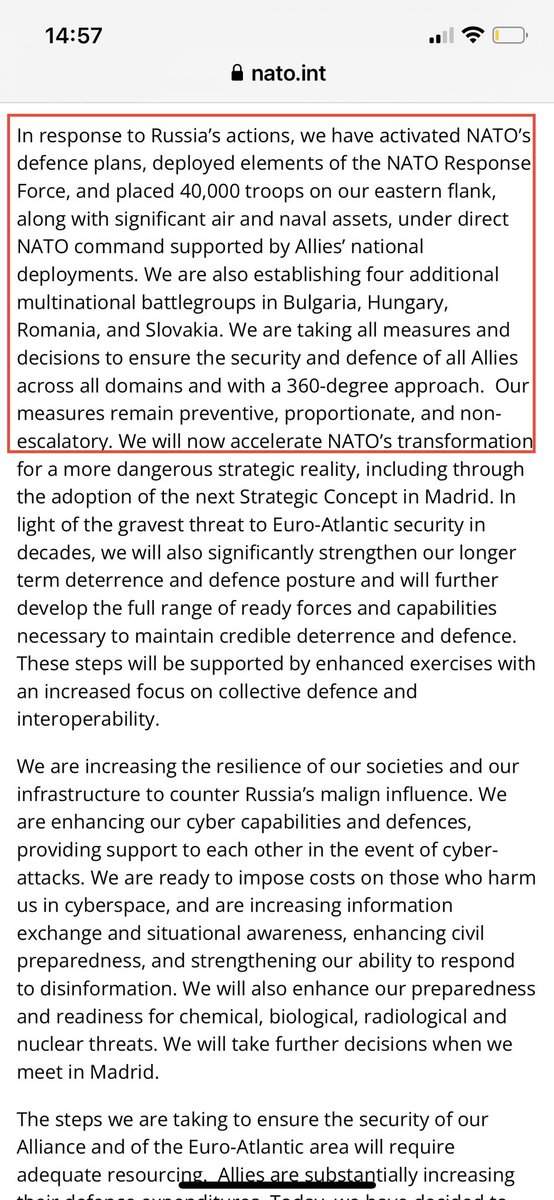 14:57
nato.int
In response to Russia’s actions, we have activated NATO’s
defence plans, deployed elements of the NATO Response
Force, and placed 40,000 troops on our eastern flank,
along with significant air and naval assets, under direct
NATO command supported by Allies’ national
deployments. We are also establishing four additional
multinational battlegroups in Bulgaria, Hungary,
Romania, and Slovakia. We are taking all measures and
decisions to ensure the security and defence of all Allies
across all domains and with a 360-degree approach.  Our
measures remain preventive, proportionate, and non-
escalatory. We will now accelerate NATO’s transformation
for a more dangerous strategic reality, including through
the adoption of the next Strategic Concept in Madrid. In
light of the gravest threat to Euro-Atlantic security in
decades, we will also significantly strengthen our longer
term deterrence and defence posture and will further
develop the full range of ready forces and capabilities
necessary to maintain credible deterrence and defence.
These steps will be supported by enhanced exercises with
an increased focus on collective defence and
interoperability.
We are increasing the resilience of our societies and our
infrastructure to counter Russia’s malign influence. We
are enhancing our cyber capabilities and defences,
providing support to each other in the event of cyber-
attacks. We are ready to impose costs on those who harm
us in cyberspace, and are increasing information
exchange and situational awareness, enhancing civil
preparedness, and strengthening our ability to respond
to disinformation. We will also enhance our preparedness
and readiness for chemical, biological, radiological and
nuclear threats. We will take further decisions when we
meet in Madrid.
The steps we are taking to ensure the security of our
Alliance and of the Euro-Atlantic area will require
adequate resourcing.  Allies are substantially increasing
their defence expenditures. Today, we have decided to